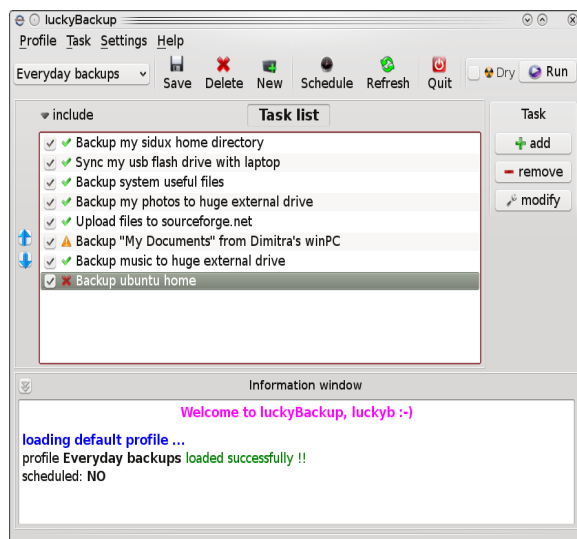 luckyBackup
Profile Task Settings Help
Everyday backups Save Delete New Schedule Refresh Quit Dry Run
include Task list Task
Backup my sidux home directory
add
Sync my usb flash drive with laptop
remove
Backup system useful files
modify
Backup my photos to huge external drive
Upload files to sourceforge.net
Backup "My Documents" from Dimitra's winPC
Backup music to huge external drive
Backup ubuntu home
Information window
Welcome to luckyBackup, luckyb :-)
loading default profile ...
profile Everyday backups loaded successfully !!
scheduled: NO